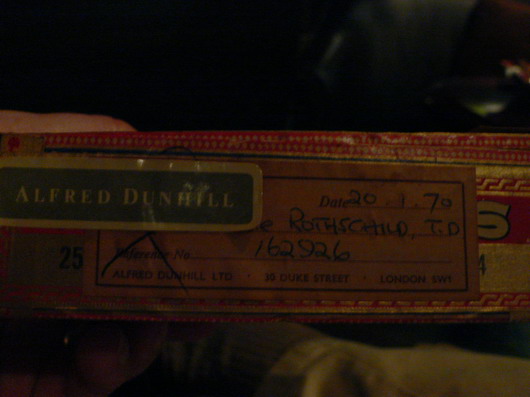 ALFRED DUNHILL
Date 20.1.70
e ROTHSCHILD, T.D
Reference No. 162926
25
ALFRED DUNHILL LTD · 30 DUKE STREET · LONDON SW1
S
4